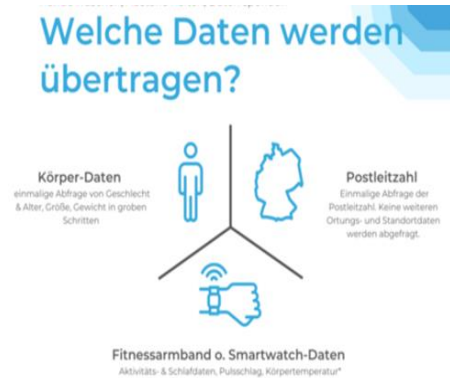 Welche Daten werden
übertragen?
Körper-Daten
einmalige Abfrage von Geschlecht
& Alter, Größe, Gewicht in groben
Schritten
Postleitzahl
Einmalige Abfrage der
Postleitzahl. Keine weiteren
Ortungs- und Standortdaten
werden abgefragt.
Fitnessarmband o. Smartwatch-Daten
Aktivitäts- & Schlafdaten, Pulsschlag, Körpertemperatur*